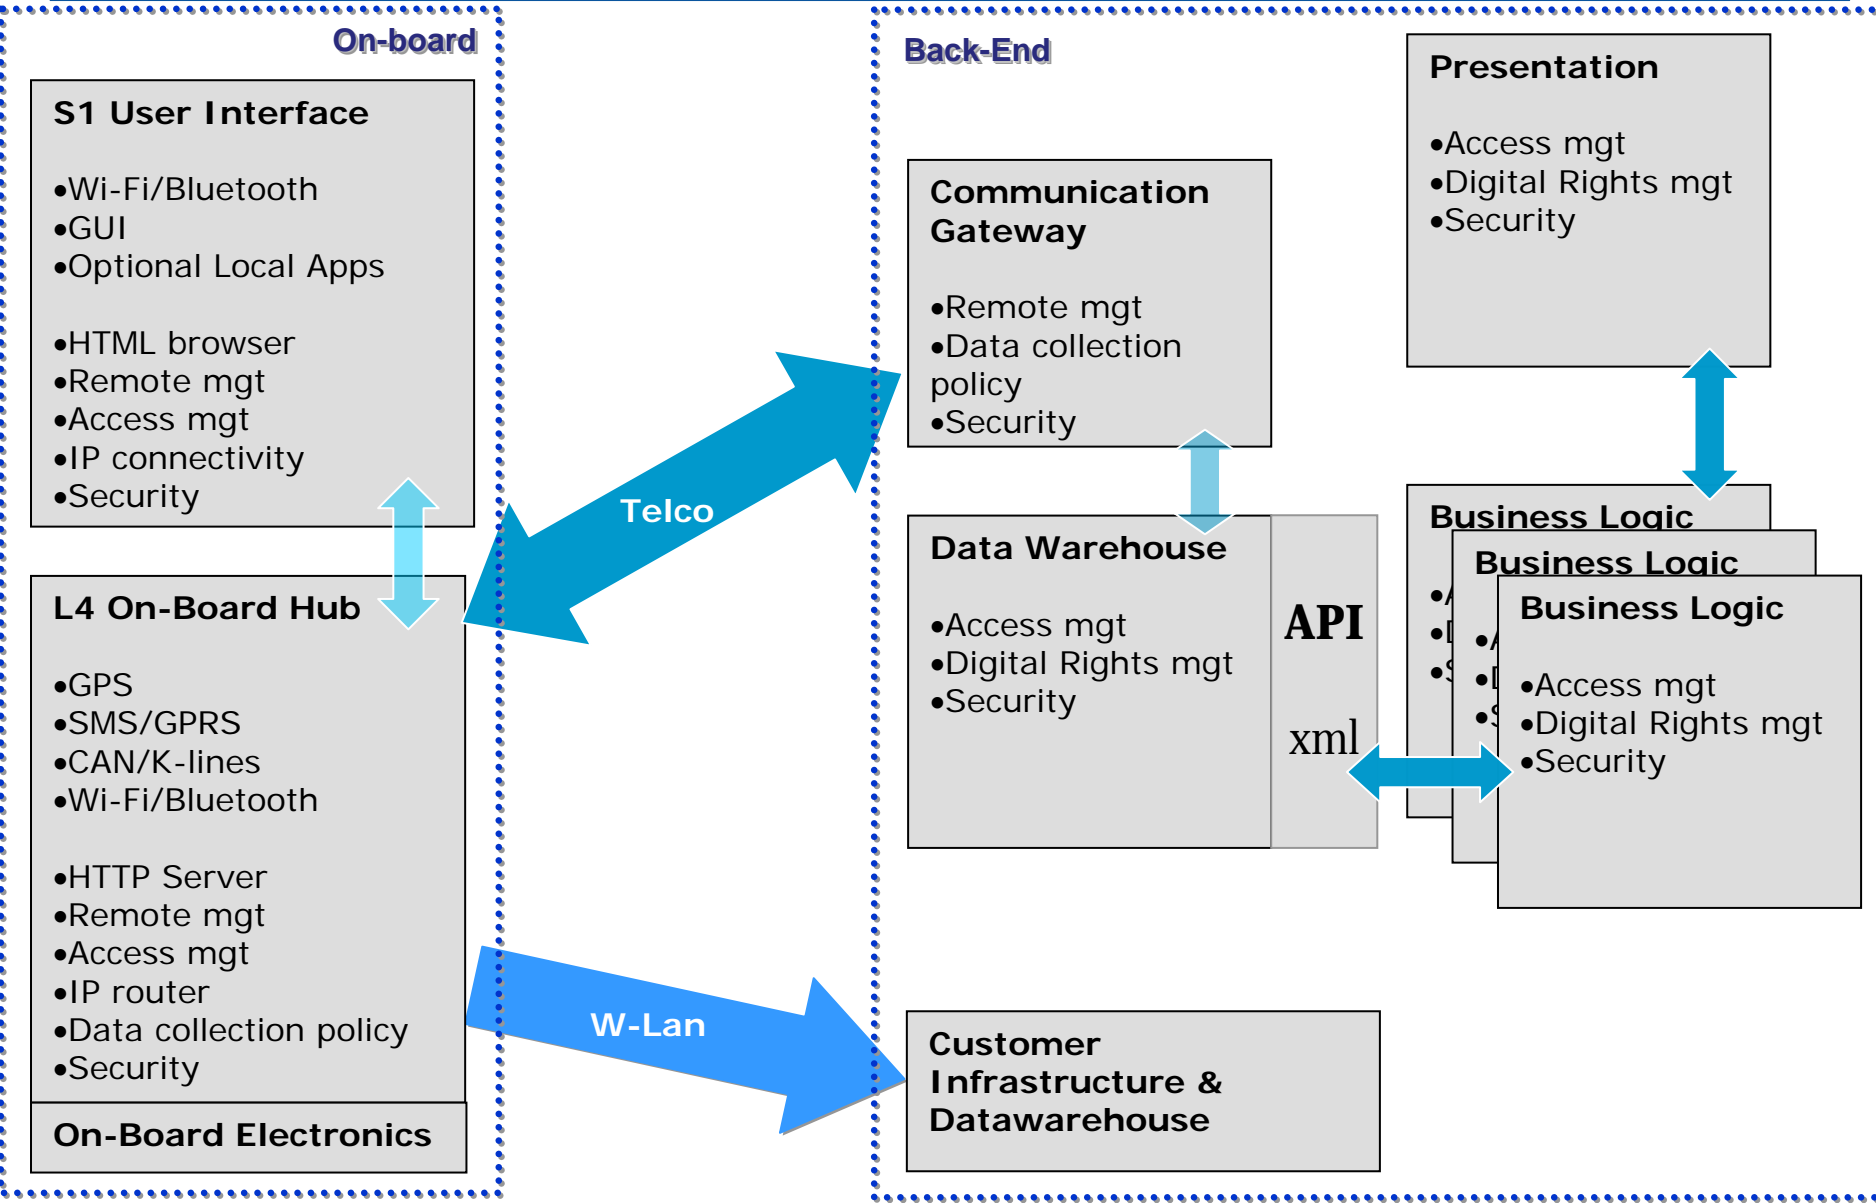 On-board
S1 User Interface
•Wi-Fi/Bluetooth
•GUI
•Optional Local Apps
•HTML browser
•Remote mgt
•Access mgt
•IP connectivity
•Security
L4 On-Board Hub
•GPS
•SMS/GPRS
•CAN/K-lines
•Wi-Fi/Bluetooth
•HTTP Server
•Remote mgt
•Access mgt
•IP router
•Data collection policy
•Security
On-Board Electronics
Telco
W-Lan
Back-End
Communication
Gateway
•Remote mgt
•Data collection
policy
•Security
Data Warehouse
•Access mgt
•Digital Rights mgt
•Security
API
xml
Customer
Infrastructure &
Datawarehouse
Presentation
•Access mgt
•Digital Rights mgt
•Security
Business Logic
Business Logic
Business Logic
•Access mgt
•Digital Rights mgt
•Security